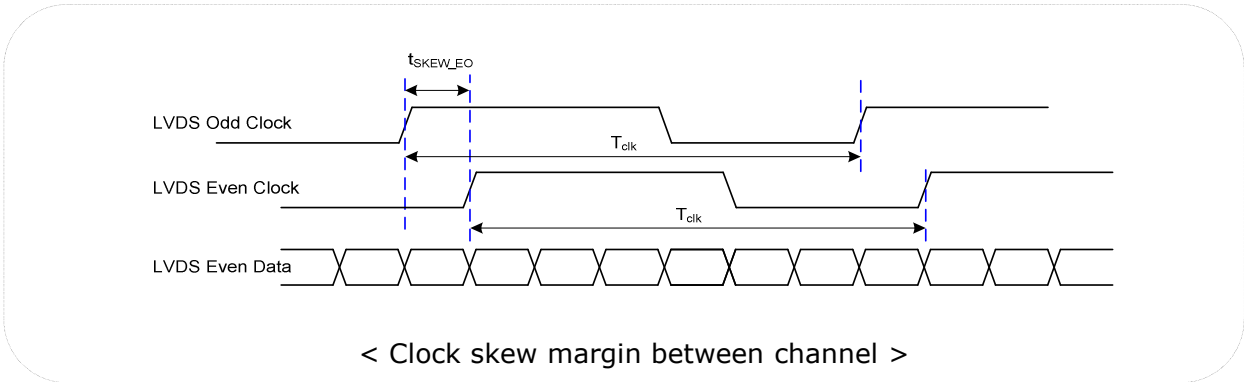 tSKEW_EO
LVDS Odd Clock
Tclk
LVDS Even Clock
Tclk
LVDS Even Data
< Clock skew margin between channel >